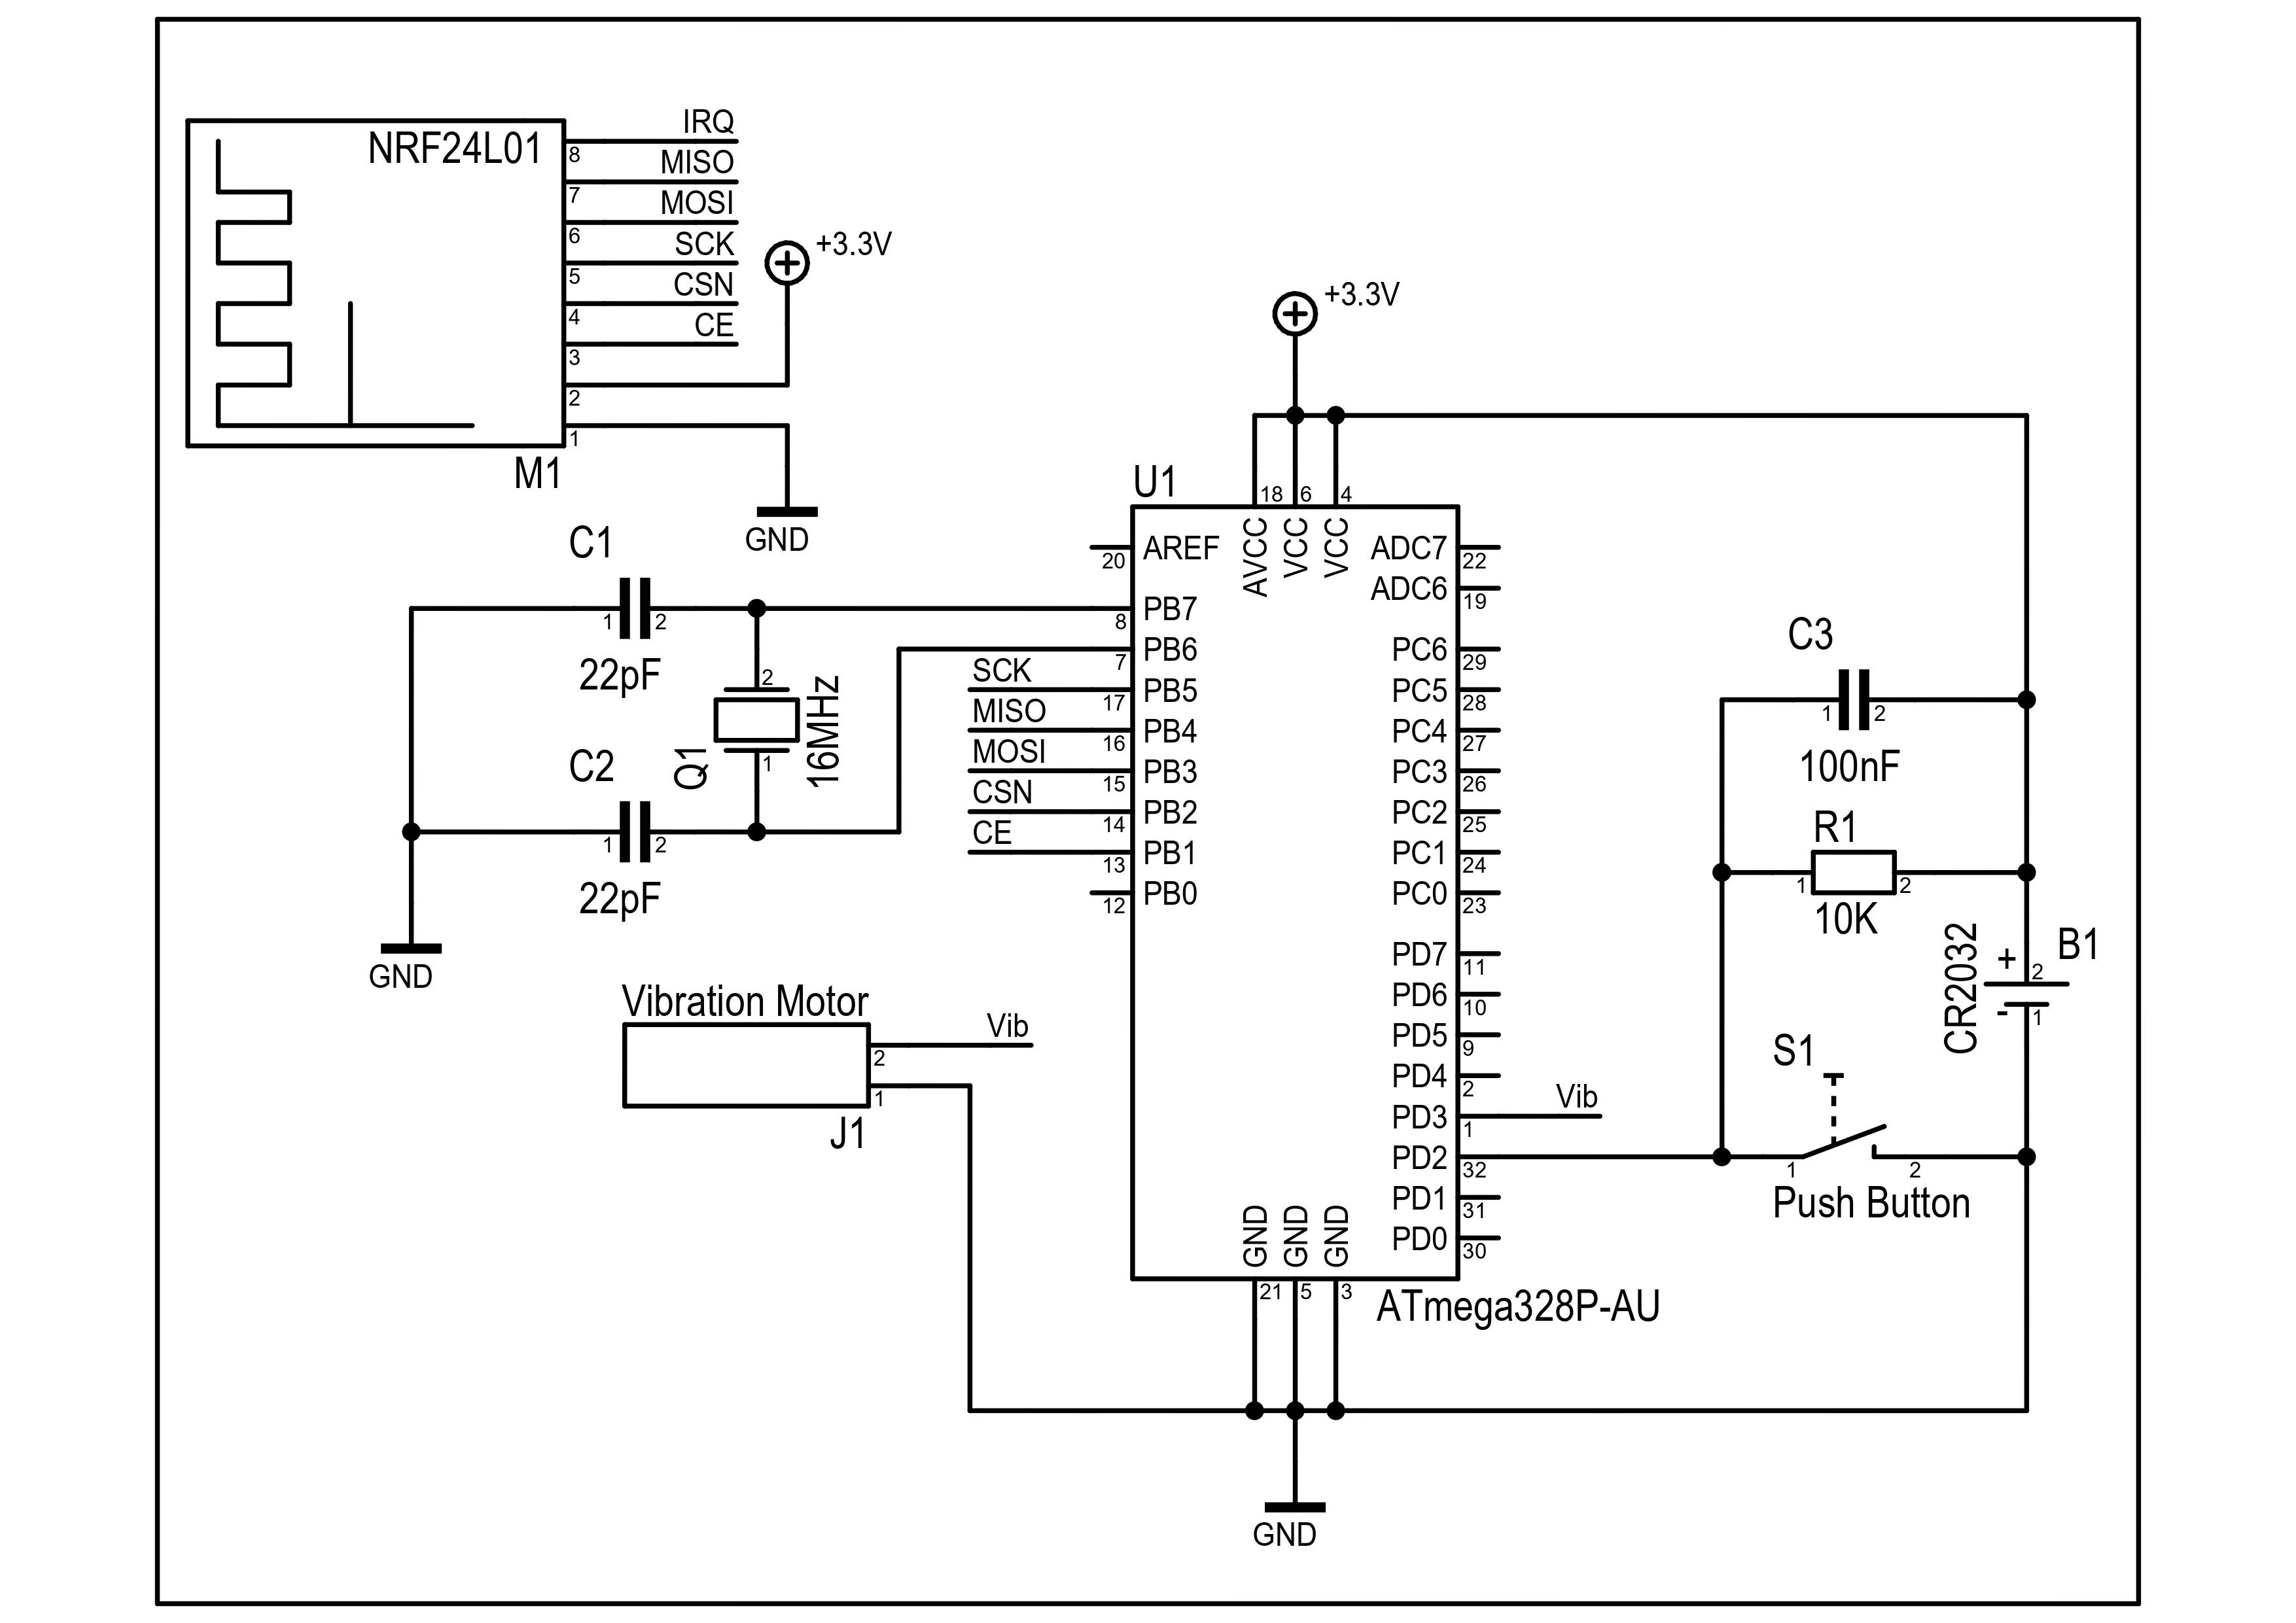 NRF24L01
IRQ
8
MISO
7
MOSI
6
SCK
5
CSN
4
CE
3
2
1
M1
+3.3V
GND
+3.3V
C1
1
2
22pF
C2
1
2
22pF
GND
Q1
2
1
16MHz
Vibration Motor
Vib
2
1
J1
U1
18
6
4
AVCC
VCC
VCC
AREF
20
PB7
8
PB6
7
SCK
PB5
17
MISO
PB4
16
MOSI
PB3
15
CSN
PB2
14
CE
PB1
13
PB0
12
ADC7
22
ADC6
19
PC6
29
PC5
28
PC4
27
PC3
26
PC2
25
PC1
24
PC0
23
PD7
11
PD6
10
PD5
9
PD4
2
PD3
1
Vib
PD2
32
PD1
31
PD0
30
GND
GND
GND
21
5
3
ATmega328P-AU
GND
C3
1
2
100nF
R1
1
2
10K
CR2032
+
2
B1
-
1
S1
1
2
Push Button